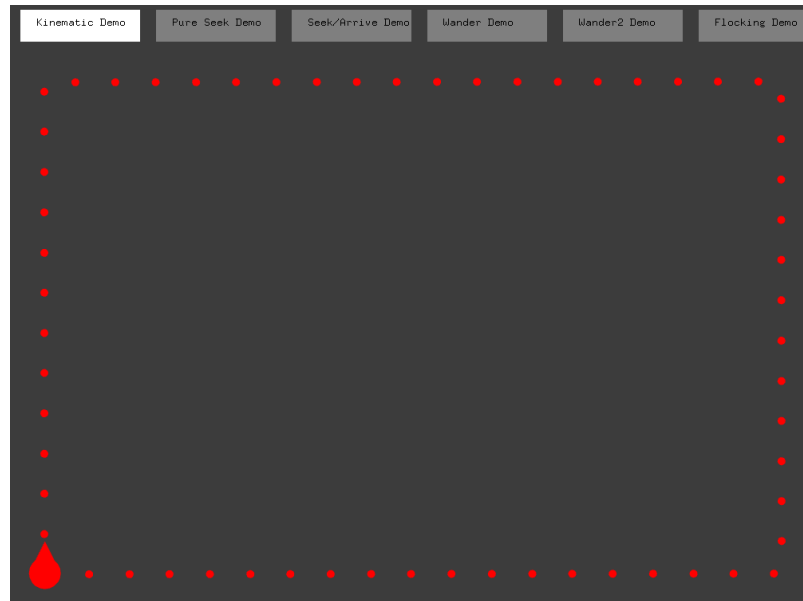 Kinematic Demo
Pure Seek Demo
Seek/Arrive Demo
Wander Demo
Wander2 Demo
Flocking Demo